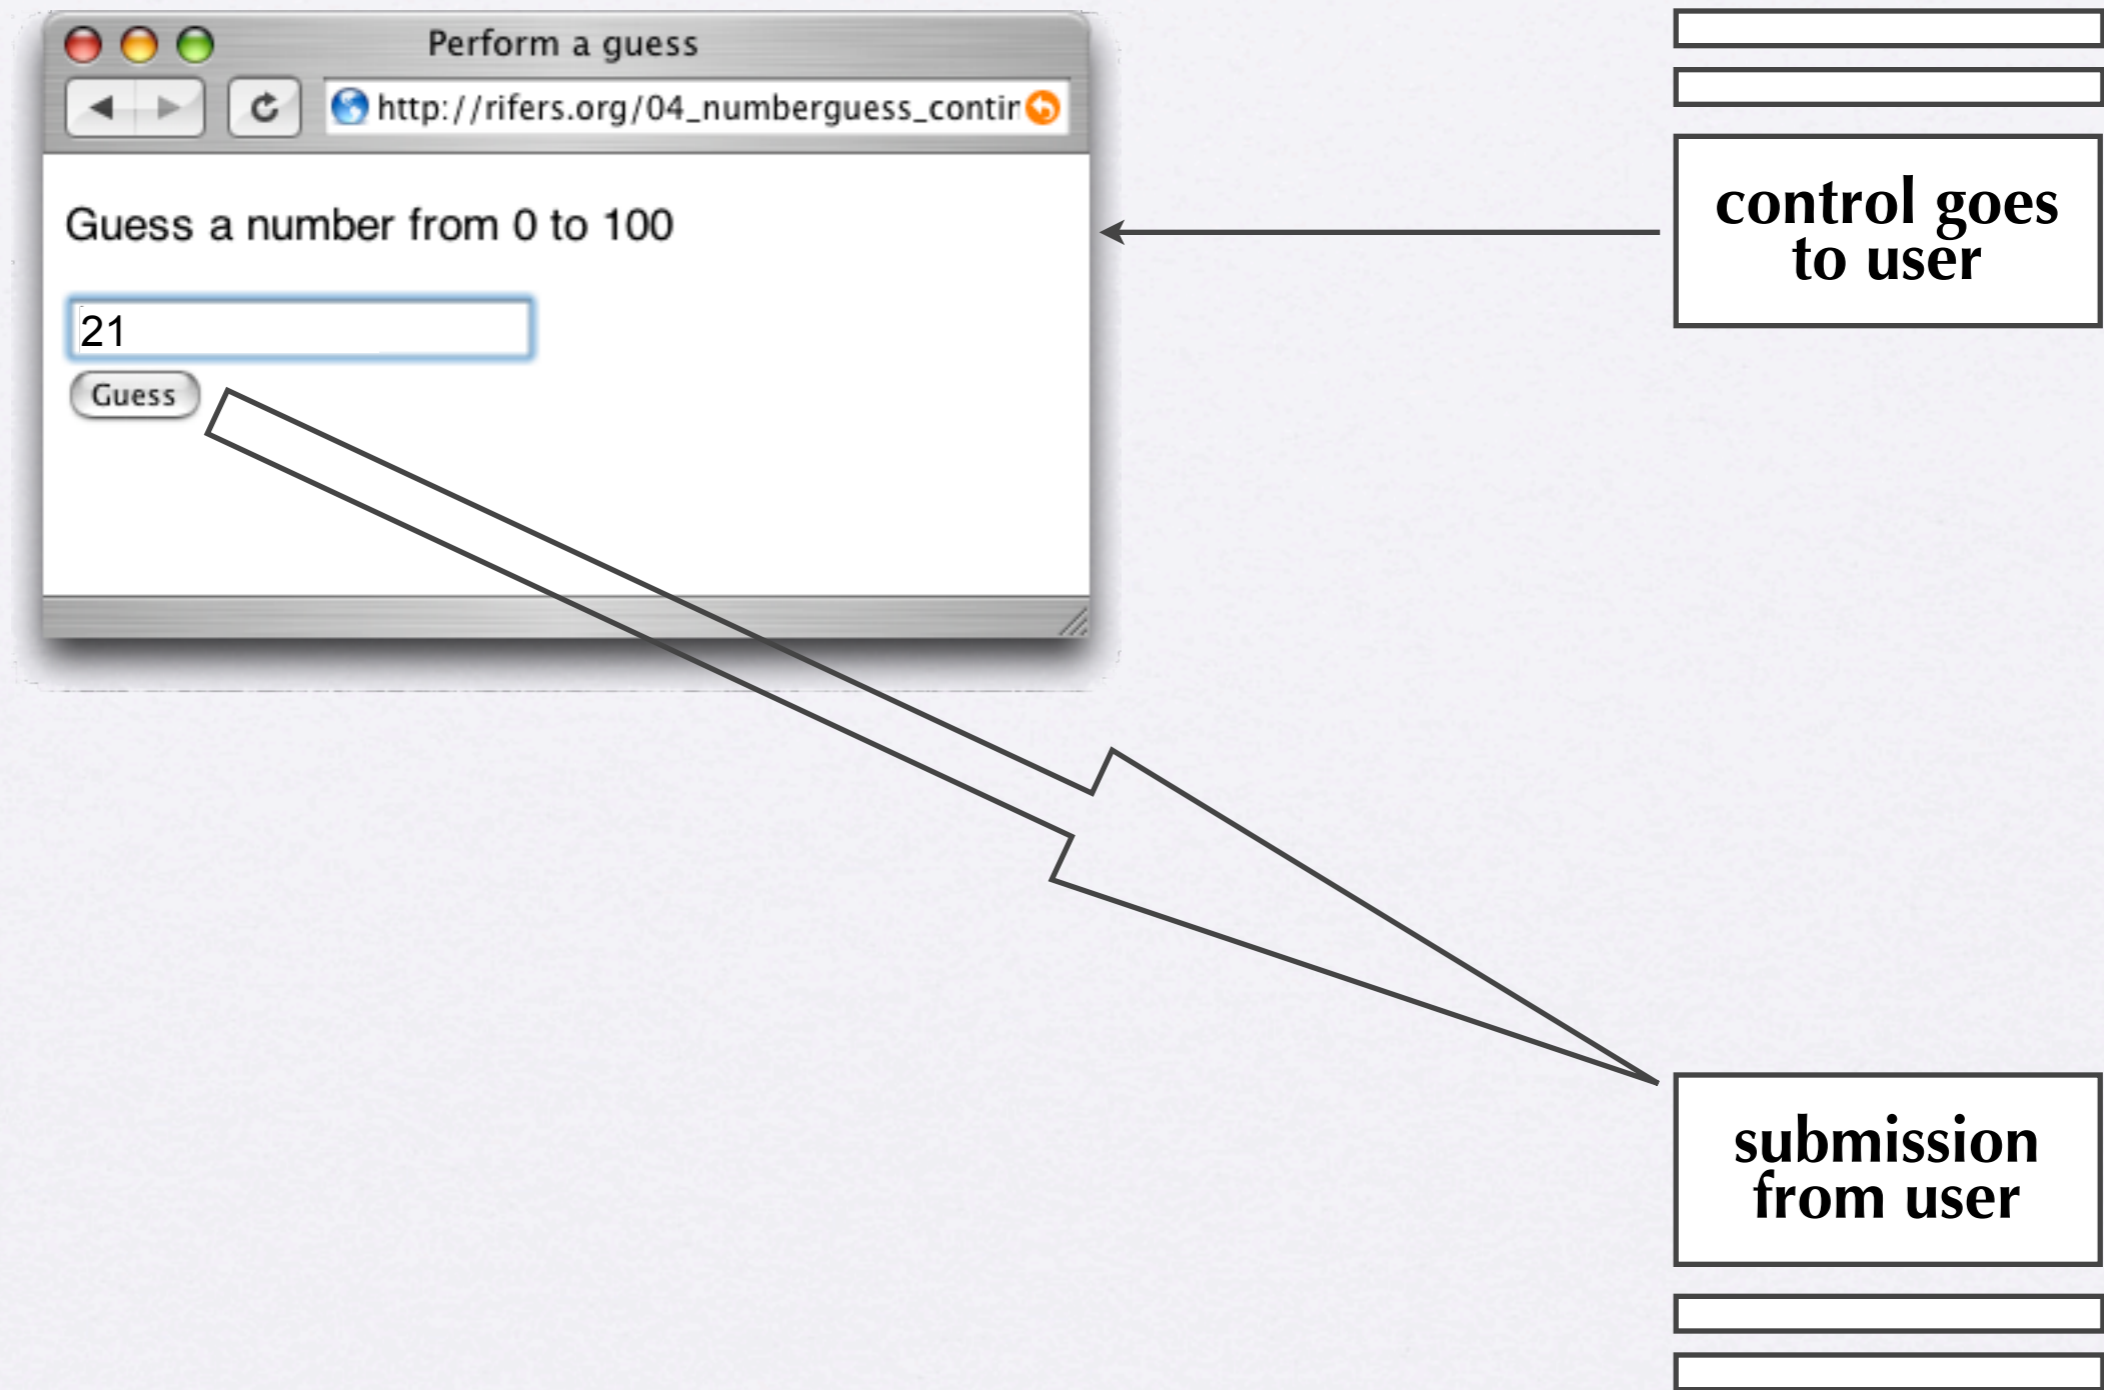 Perform a guess
http://rifers.org/04_numberguess_contin
Guess a number from 0 to 100
21
Guess
control goes
to user
submission
from user